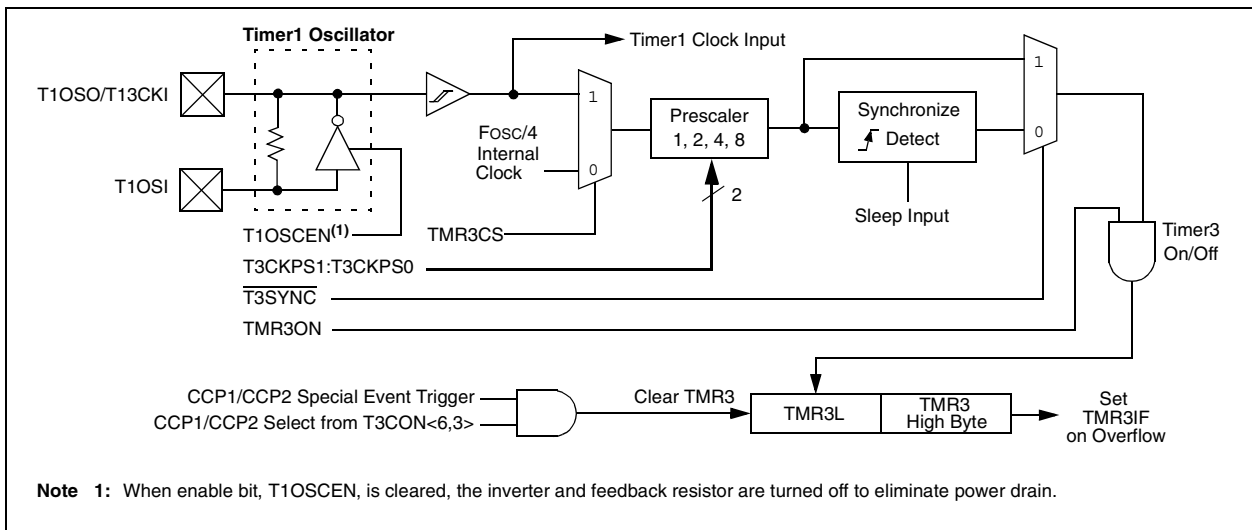 Timer1 Oscillator
Timer1 Clock Input
T1OSO/T13CKI
1
1
Prescaler
1, 2, 4, 8
Synchronize
Detect
FOSC/4
Internal
Clock
0
0
T1OSI
2
Sleep Input
T1OSCEN(1)
TMR3CS
Timer3
On/Off
T3CKPS1:T3CKPS0
T3SYNC
TMR3ON
CCP1/CCP2 Special Event Trigger
CCP1/CCP2 Select from T3CON<6,3>
Clear TMR3
TMR3L
TMR3
High Byte
Set
TMR3IF
on Overflow
Note 1: When enable bit, T1OSCEN, is cleared, the inverter and feedback resistor are turned off to eliminate power drain.